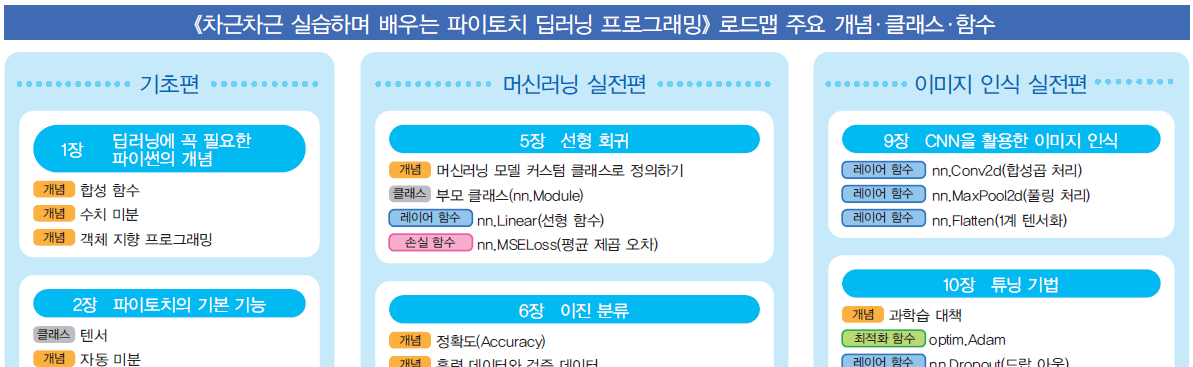 《차근차근 실습하며 배우는 파이토치 딥러닝 프로그래밍》 로드맵 주요 개념·클래스·함수
기초편
1장 딥러닝에 꼭 필요한
파이썬의 개념
개념 합성 함수
개념 수치 미분
개념 객체 지향 프로그래밍
2장 파이토치의 기본 기능
클래스 텐서
개념 자동 미분
머신러닝 실전편
5장 선형 회귀
개념 머신러닝 모델 커스텀 클래스로 정의하기
클래스 부모 클래스(nn.Module)
레이어 함수 nn.Linear(선형 함수)
손실 함수 nn.MSELoss(평균 제곱 오차)
6장 이진 분류
개념 정확도(Accuracy)
개념 훈련 데이터와 검증 데이터
이미지 인식 실전편
9장 CNN을 활용한 이미지 인식
레이어 함수 nn.Conv2d(합성곱 처리)
레이어 함수 nn.MaxPool2d(풀링 처리)
레이어 함수 nn.Flatten(1계 텐서화)
10장 튜닝 기법
개념 과학습 대책
최적화 함수 optim.Adam
레이어 함수 nn.Dropout(드랍 아웃)